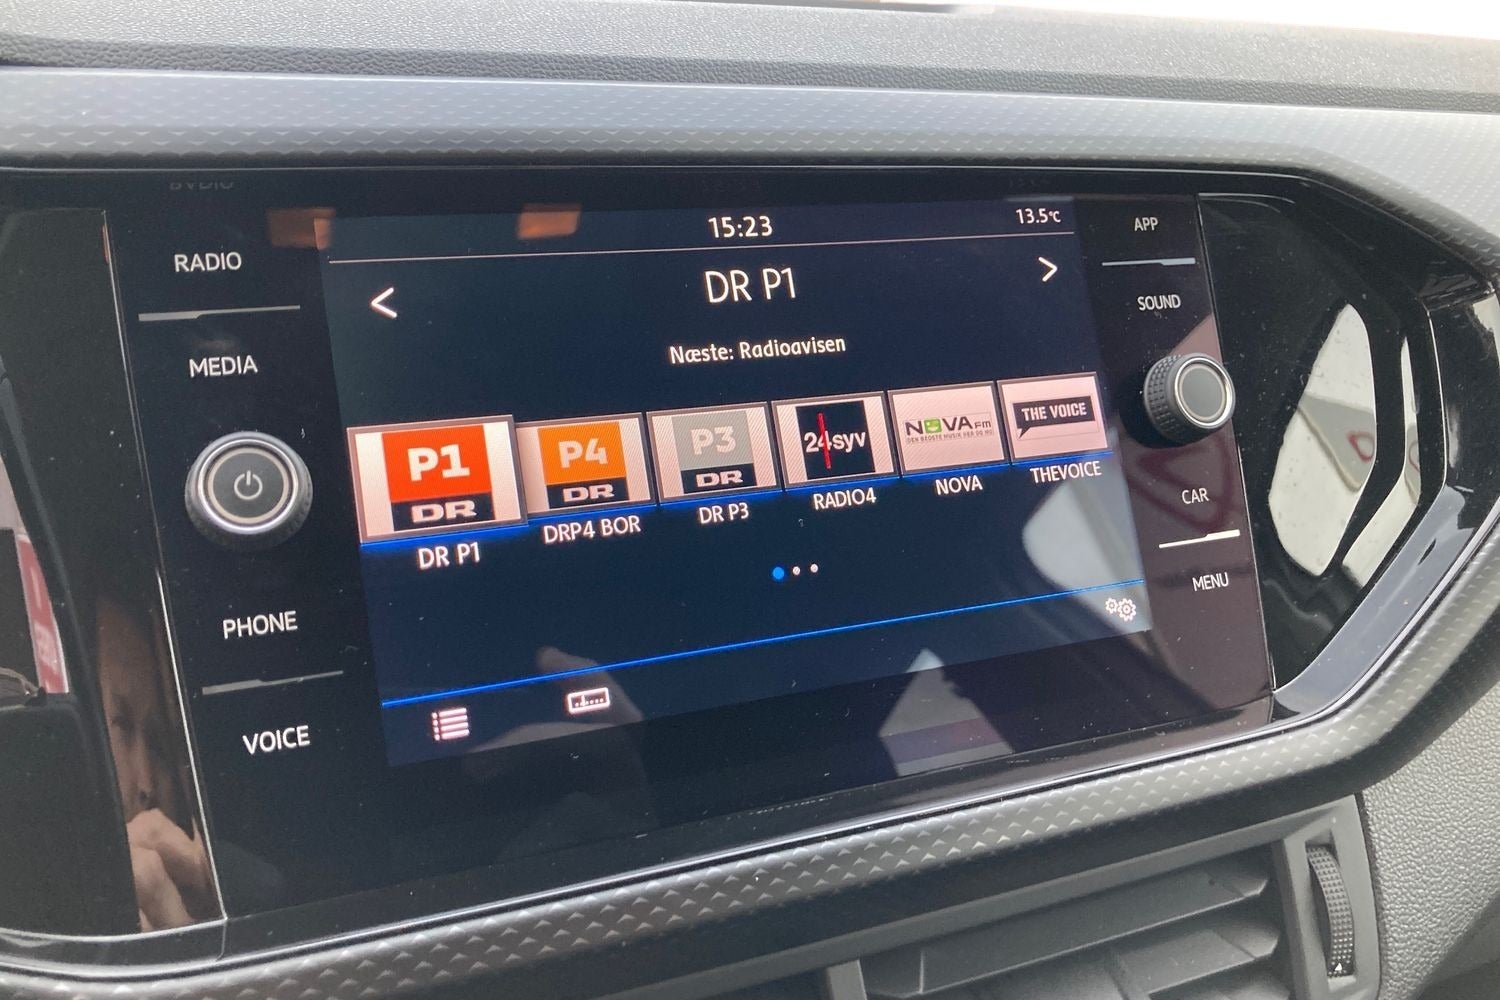 15:23
13.5°C
DR P1
Næste: Radioavisen
P1
DR
P4
DR
P3
DR
24syv
NOVA FM
THE VOICE
DR P1
DRP4 BOR
DR P3
RADIO4
NOVA
THEVOICE
RADIO
MEDIA
PHONE
VOICE
APP
SOUND
CAR
MENU